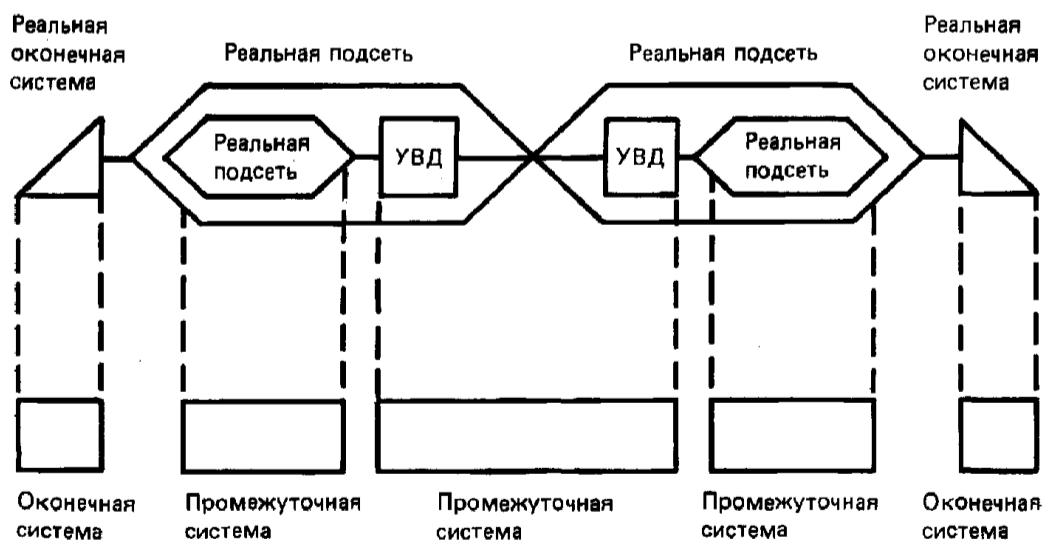 Реальная
оконечная
система
Реальная подсеть
Реальная подсеть
Реальная
оконечная
система
Реальная
подсеть
УВД
УВД
Реальная
подсеть
Оконечная
система
Промежуточная
система
Промежуточная
система
Промежуточная
система
Оконечная
система